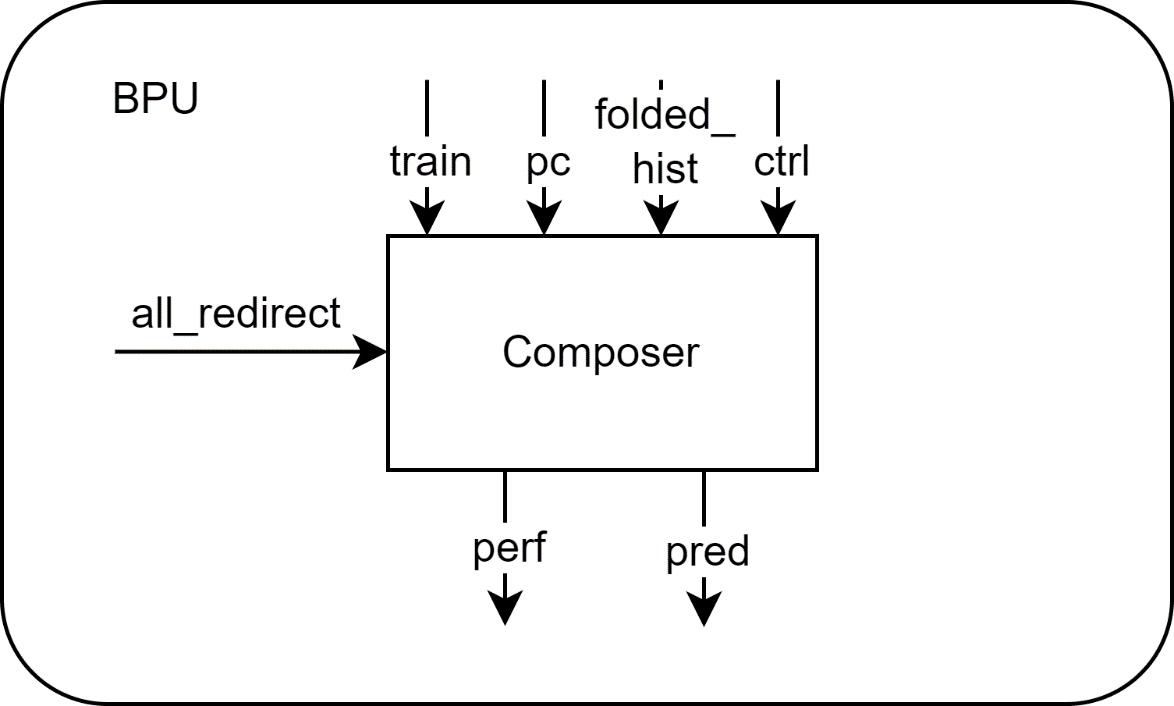 BPU
train
pc
folded_
hist
ctrl
all_redirect
Composer
perf
pred